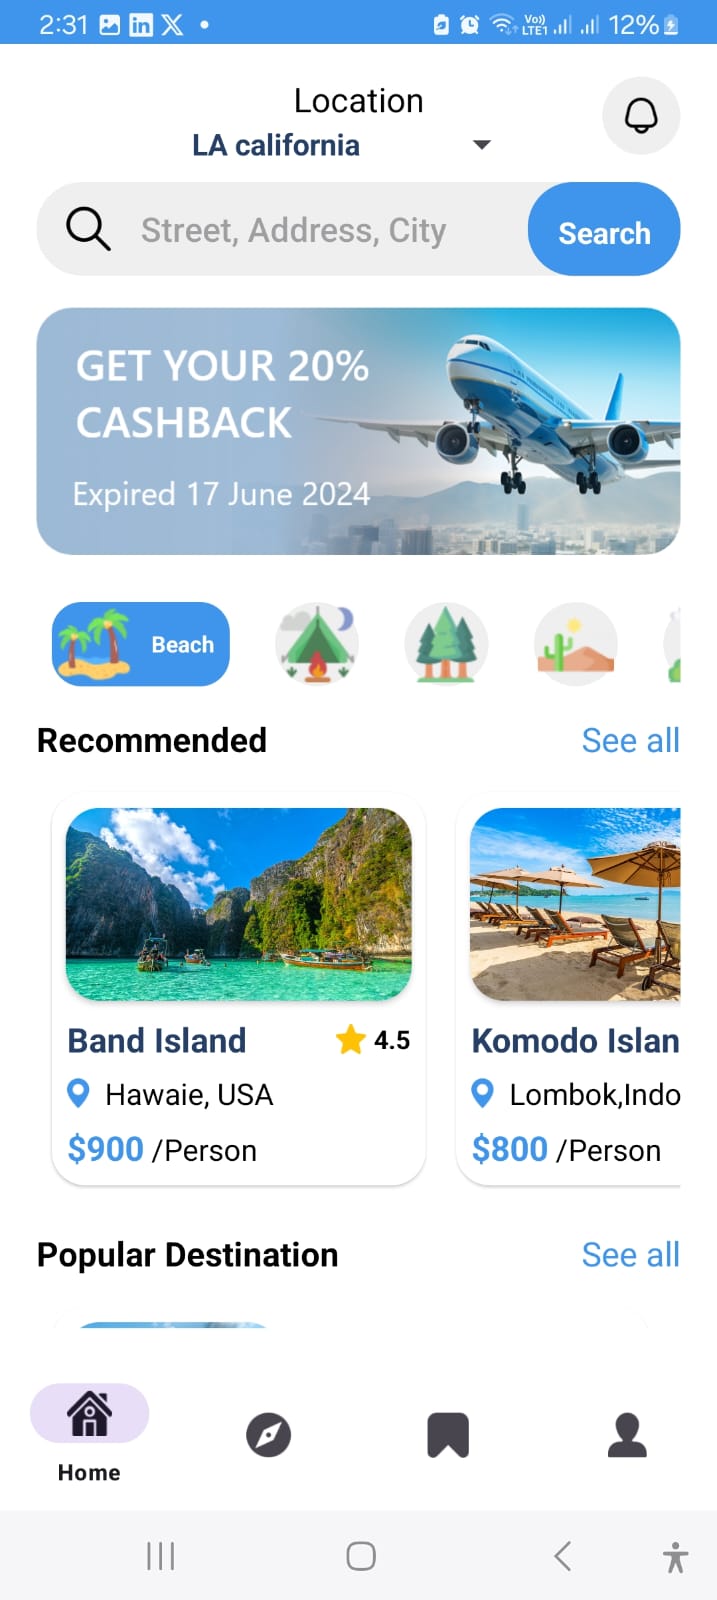 2:31
Vo)) LTE1
12%
Location
LA california
Street, Address, City
Search
GET YOUR 20%
CASHBACK
Expired 17 June 2024
Beach
Recommended
See all
Band Island
4.5
Komodo Islan
Hawaie, USA
Lombok,Indo
$900 /Person
$800 /Person
Popular Destination
See all
Home